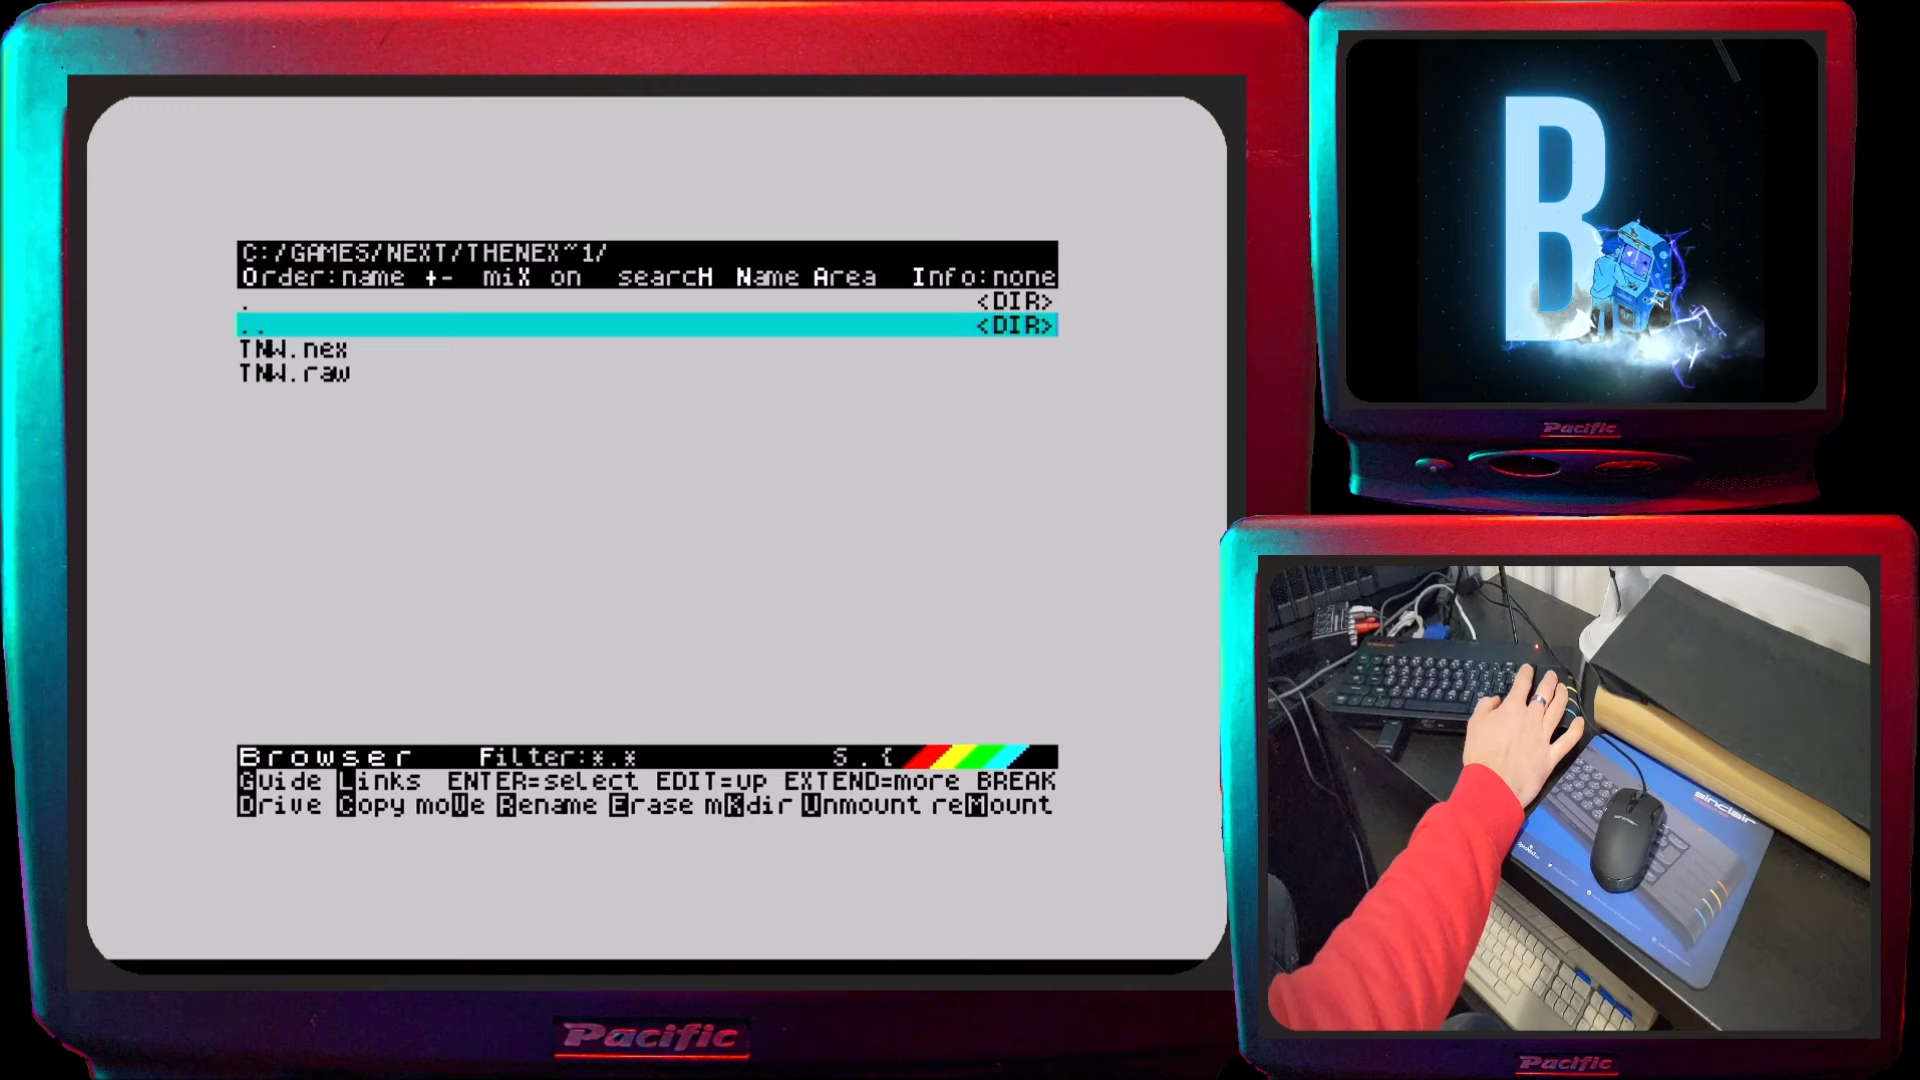 C:/GAMES/NEXT/THENEX~1/
Order:name +- miX on searcH Name Area Info:none
. <DIR>
.. <DIR>
TNW.nex
TNW.raw
Browser Filter:*.* S.{
Guide Links ENTER=select EDIT=up EXTEND=more BREAK
Drive Copy moVe Rename Erase mKdir Unmount reMount
Pacific
B
Pacific
sinclair
Pacific